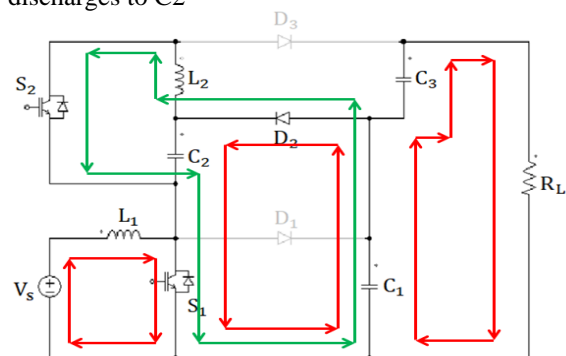 discharges to C2
D3
S2
L2
C3
D2
C2
RL
L1
D1
Vs
S1
C1